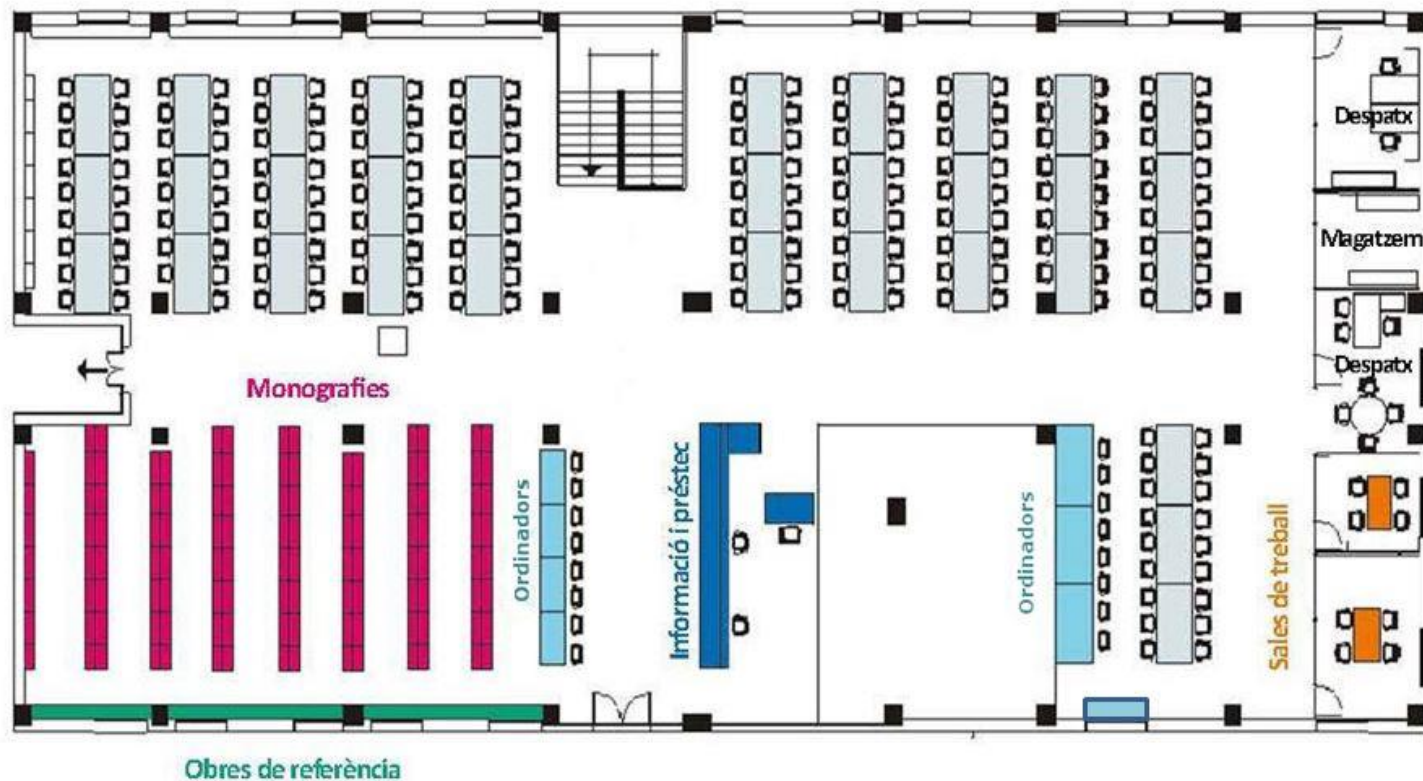 Despatx
Magatzem
Despatx
Monografies
Ordinadors
Informació i préstec
Ordinadors
Sales de treball
Obres de referència